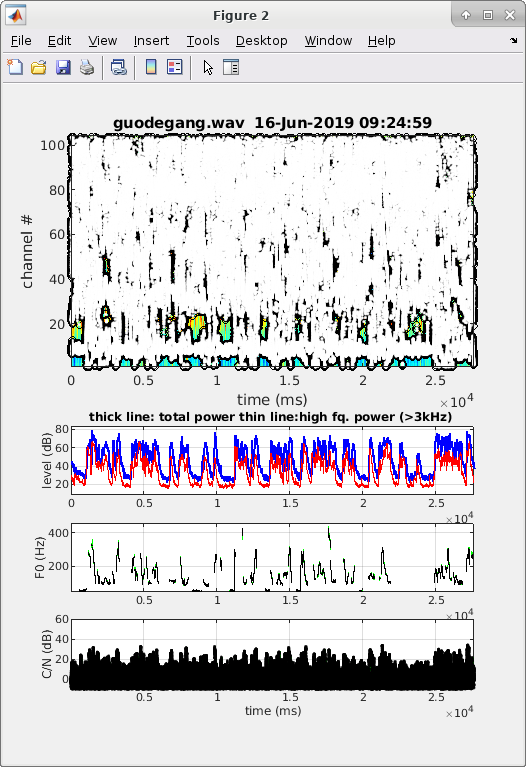 Figure 2
File Edit View Insert Tools Desktop Window Help
guodegang.wav 16-Jun-2019 09:24:59
channel #
100
80
60
40
20
0 0.5 1 1.5 2 2.5
time (ms)
×10^4
thick line: total power thin line:high fq. power (>3kHz)
level (dB)
80
60
40
20
0 0.5 1 1.5 2 2.5
×10^4
F0 (Hz)
400
200
0.5 1 1.5 2 2.5
×10^4
C/N (dB)
60
40
20
0
0.5 1 1.5 2 2.5
time (ms)
×10^4